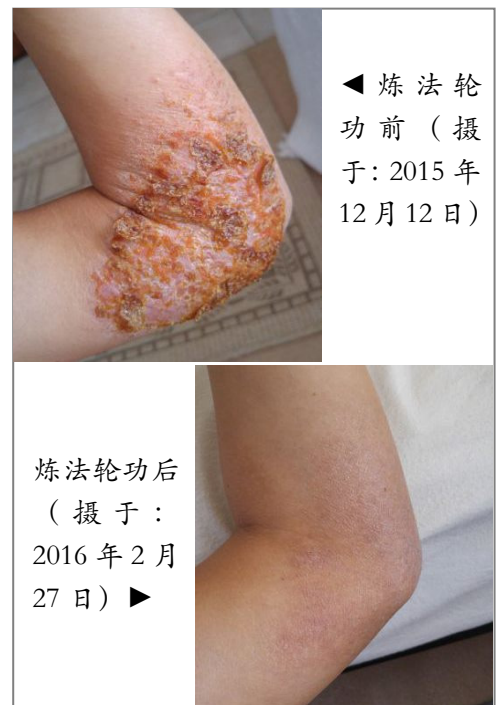 ◀ 炼 法 轮
功 前 （ 摄
于：2015 年
12 月 12 日）
炼法轮功后
（ 摄 于 ：
2016 年 2 月
27 日） ▶